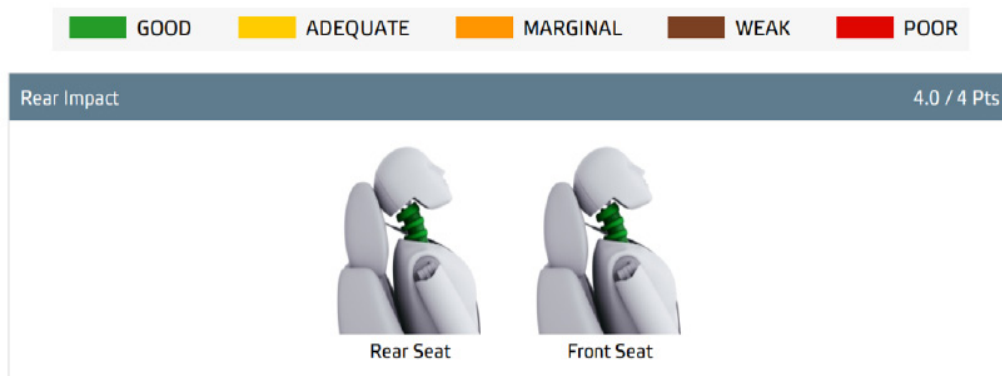 GOOD ADEQUATE MARGINAL WEAK POOR
Rear Impact 4.0 / 4 Pts
Rear Seat Front Seat